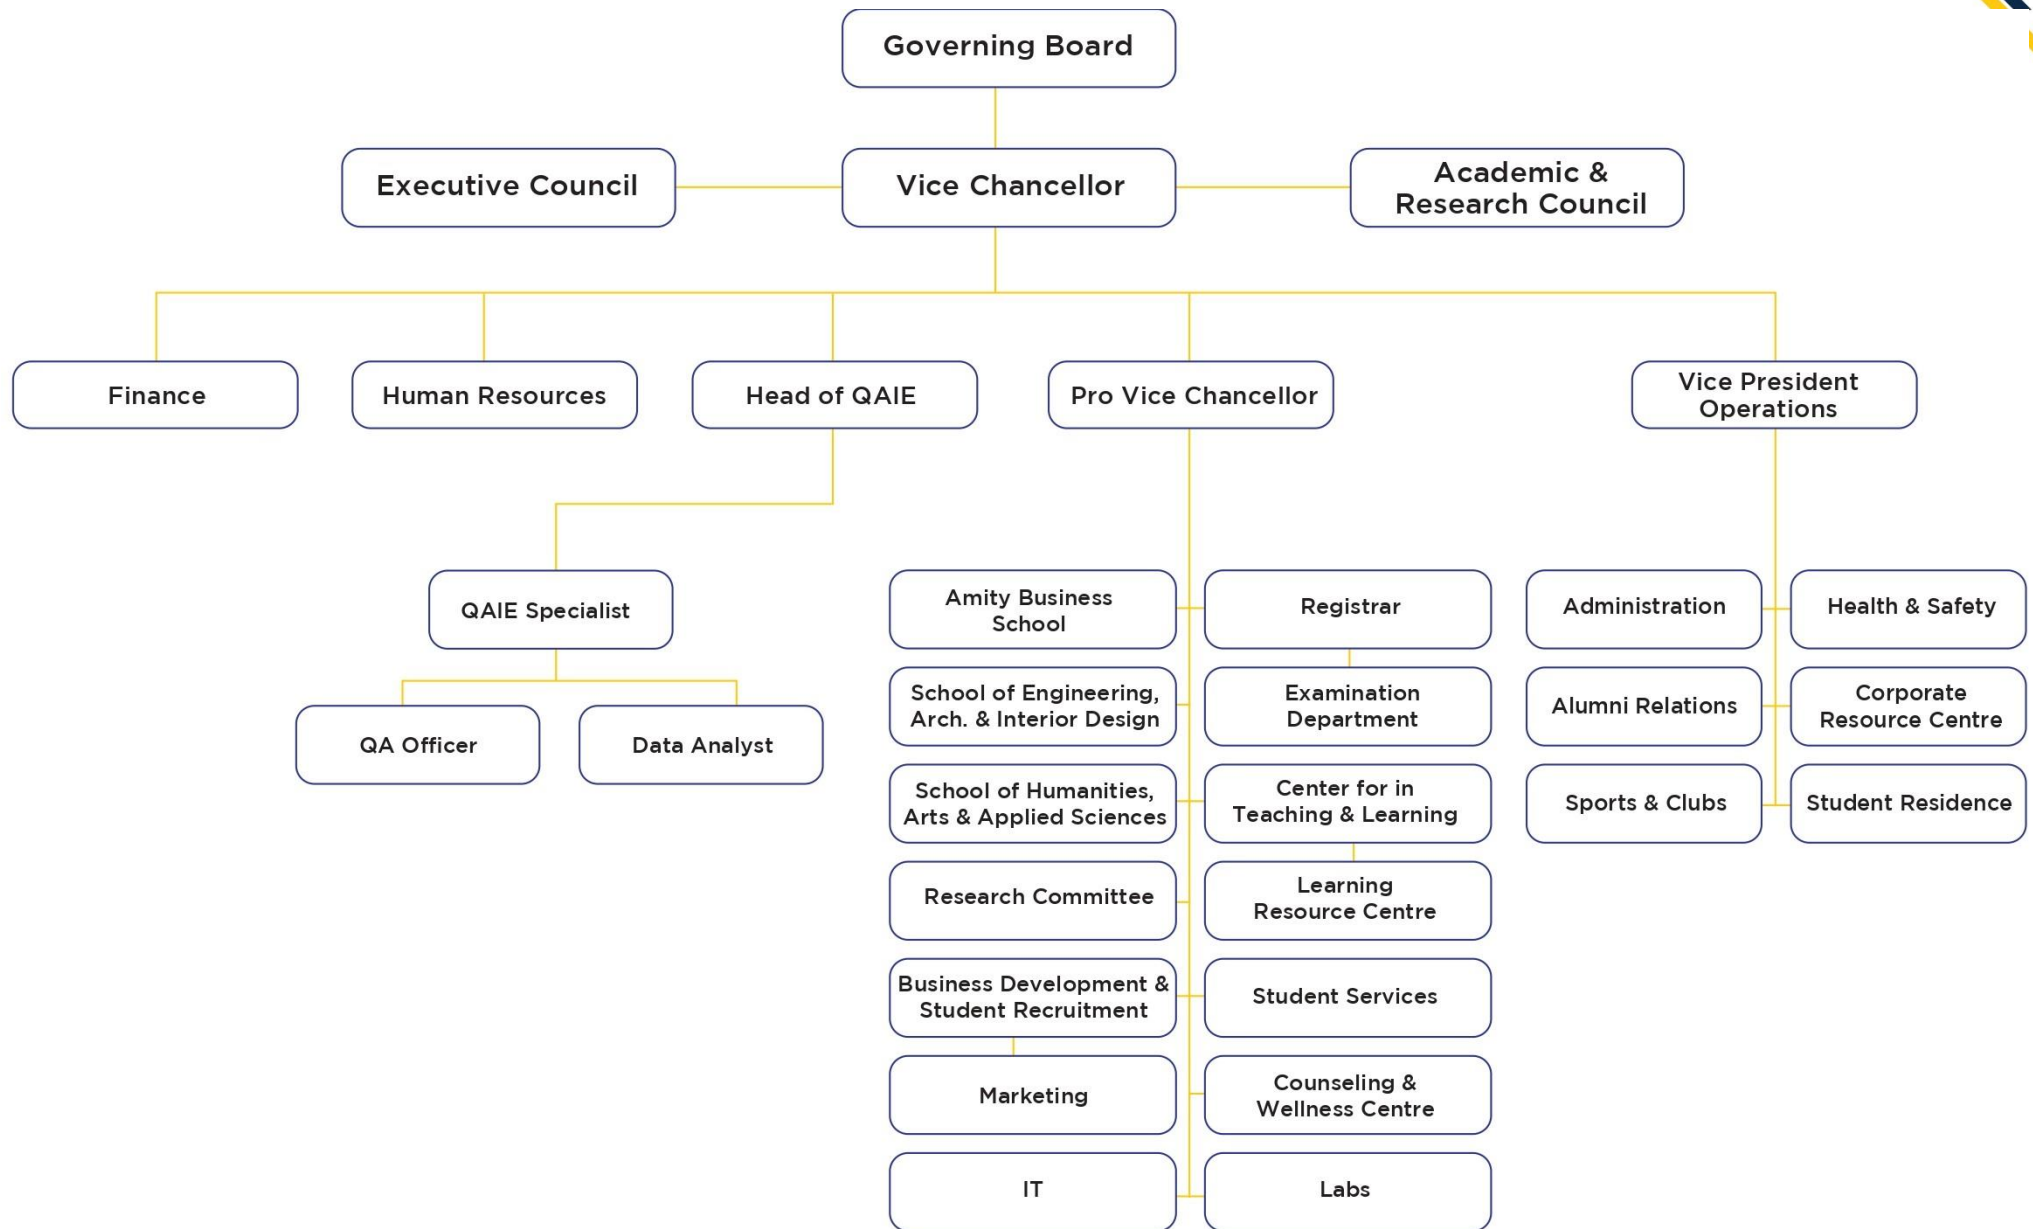 Governing Board
Executive Council
Vice Chancellor
Academic &
Research Council
Finance
Human Resources
Head of QAIE
Pro Vice Chancellor
Vice President
Operations
QAIE Specialist
QA Officer
Data Analyst
Amity Business
School
Registrar
School of Engineering,
Arch. & Interior Design
Examination
Department
School of Humanities,
Arts & Applied Sciences
Center for in
Teaching & Learning
Research Committee
Learning
Resource Centre
Business Development &
Student Recruitment
Student Services
Marketing
Counseling &
Wellness Centre
IT
Labs
Administration
Health & Safety
Alumni Relations
Corporate
Resource Centre
Sports & Clubs
Student Residence